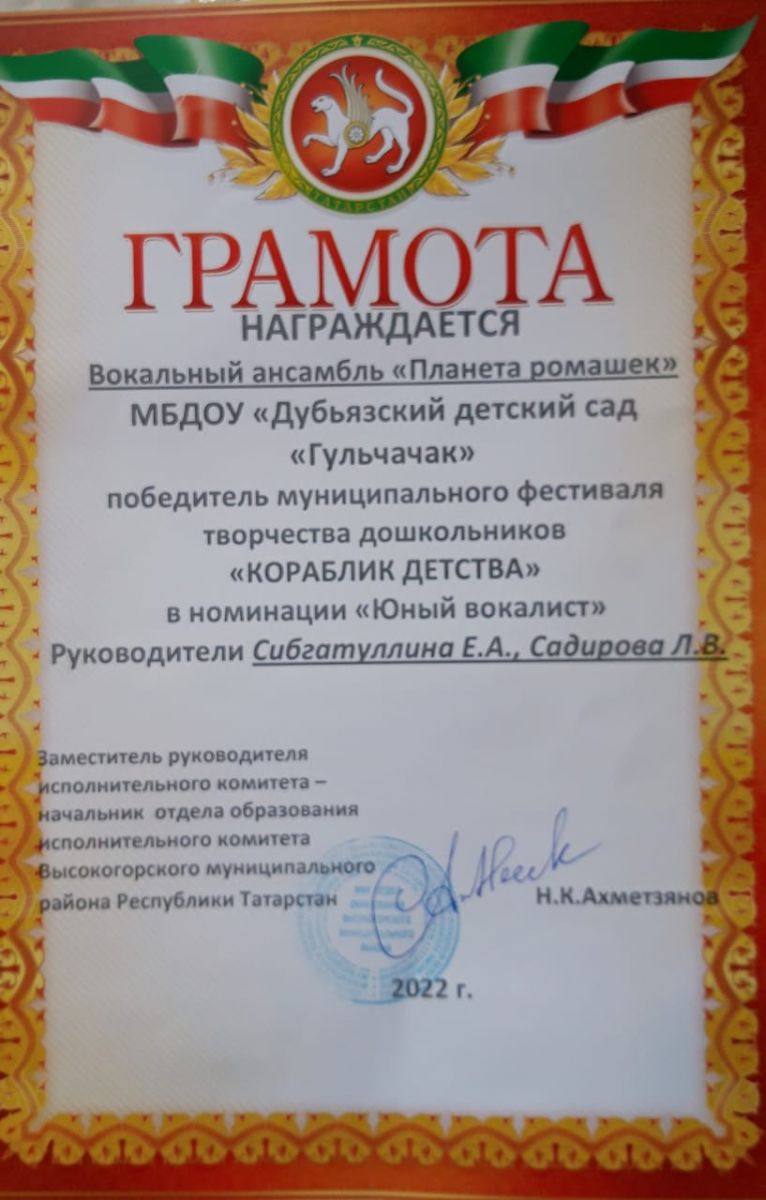 ТАТАРСТАН
ГРАМОТА
НАГРАЖДАЕТСЯ
Вокальный ансамбль «Планета ромашек»
МБДОУ «Дубьязский детский сад
«Гульчачак»
победитель муниципального фестиваля
творчества дошкольников
«КОРАБЛИК ДЕТСТВА»
в номинации «Юный вокалист»
Руководители Сибгатуллина Е.А., Садирова Л.В.
Заместитель руководителя
исполнительного комитета –
начальник отдела образования
исполнительного комитета
Высокогорского муниципального
района Республики Татарстан
Н.К.Ахметзянов
2022 г.